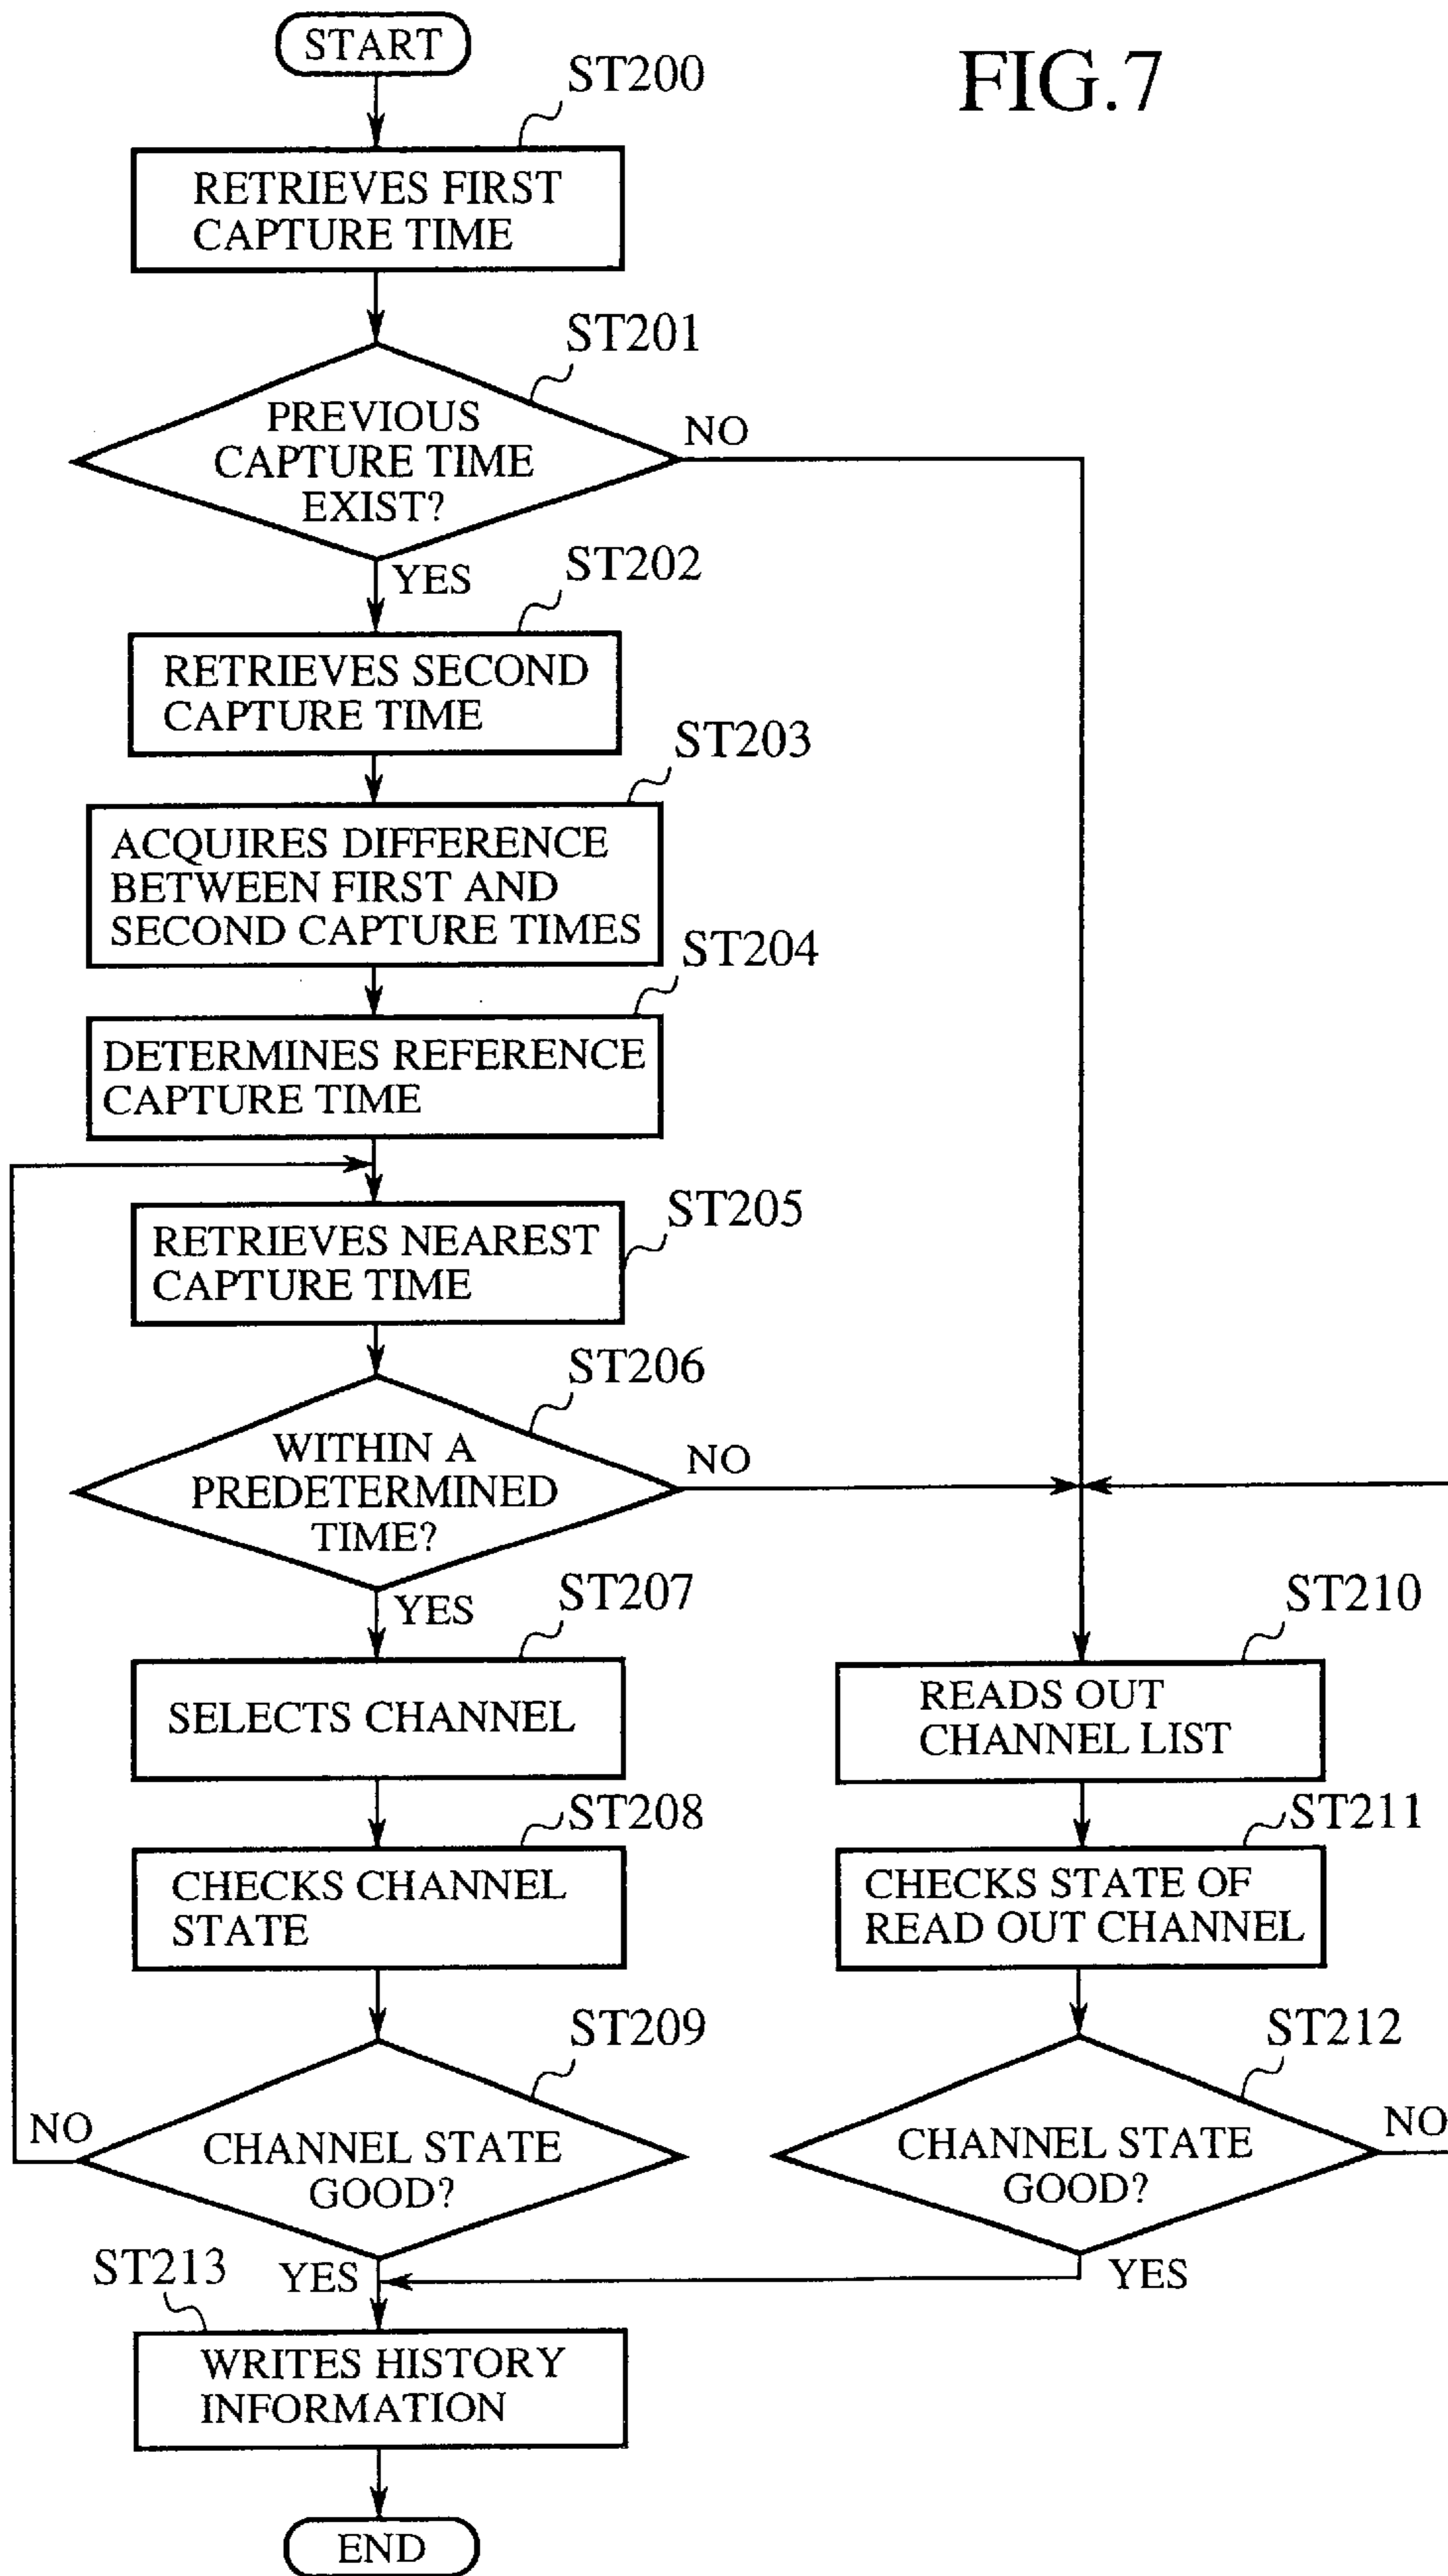 START
FIG.7
ST200
RETRIEVES FIRST
CAPTURE TIME
ST201
PREVIOUS
CAPTURE TIME
EXIST?
NO
YES
ST202
RETRIEVES SECOND
CAPTURE TIME
ST203
ACQUIRES DIFFERENCE
BETWEEN FIRST AND
SECOND CAPTURE TIMES
ST204
DETERMINES REFERENCE
CAPTURE TIME
ST205
RETRIEVES NEAREST
CAPTURE TIME
ST206
WITHIN A
PREDETERMINED
TIME?
NO
YES
ST207
SELECTS CHANNEL
ST208
CHECKS CHANNEL
STATE
ST209
CHANNEL STATE
GOOD?
NO
YES
ST210
READS OUT
CHANNEL LIST
ST211
CHECKS STATE OF
READ OUT CHANNEL
ST212
CHANNEL STATE
GOOD?
NO
YES
ST213
WRITES HISTORY
INFORMATION
END